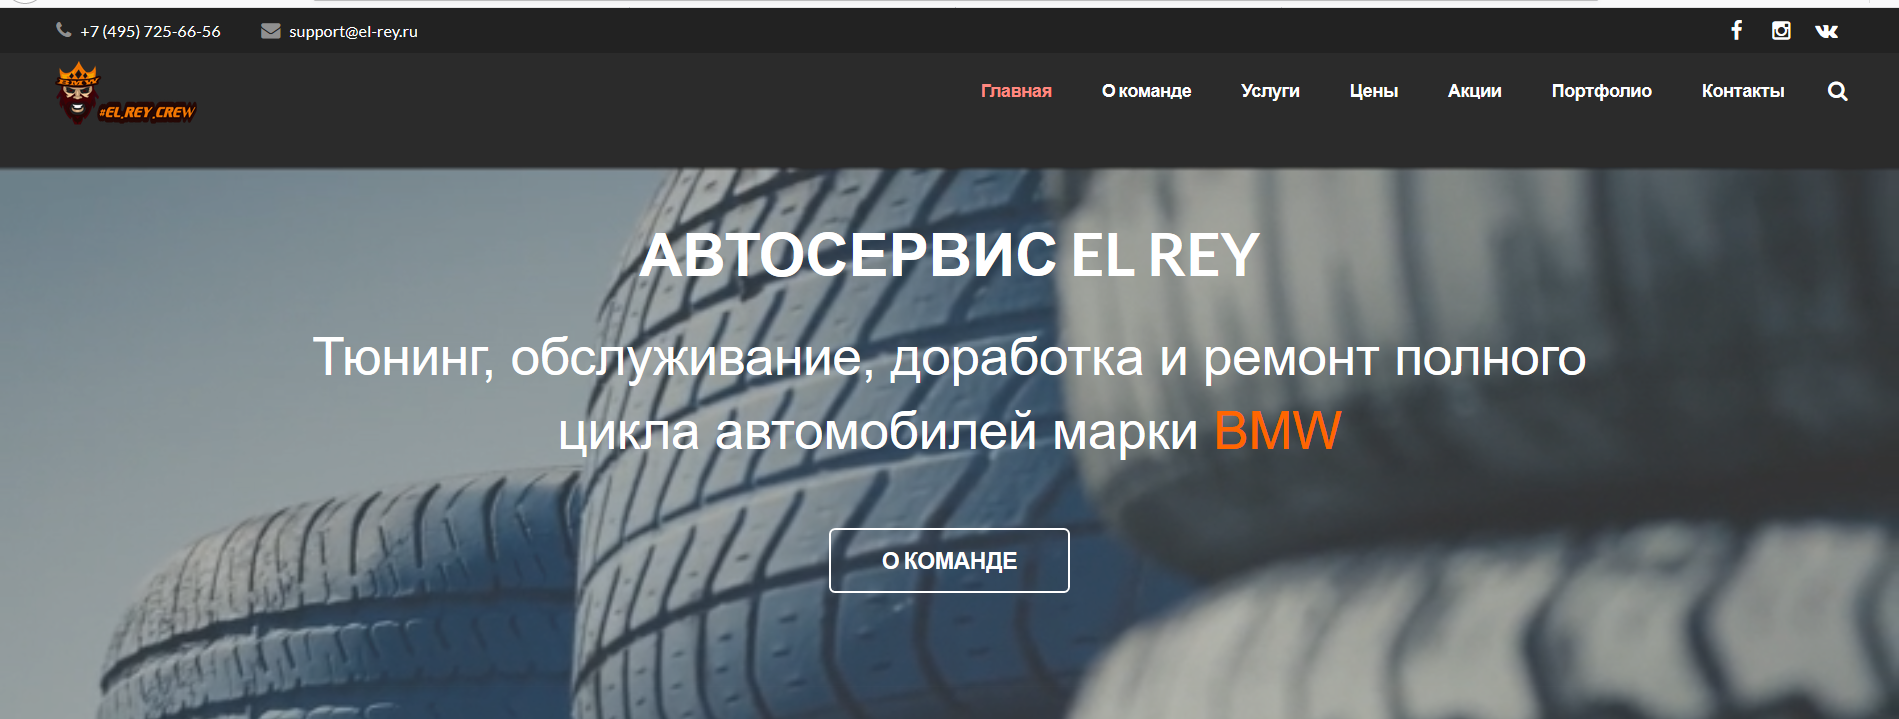 +7 (495) 725-66-56
support@el-rey.ru
BMW
#EL.REY.CREW
Главная
О команде
Услуги
Цены
Акции
Портфолио
Контакты
АВТОСЕРВИС EL REY
Тюнинг, обслуживание, доработка и ремонт полного
цикла автомобилей марки BMW
О КОМАНДЕ